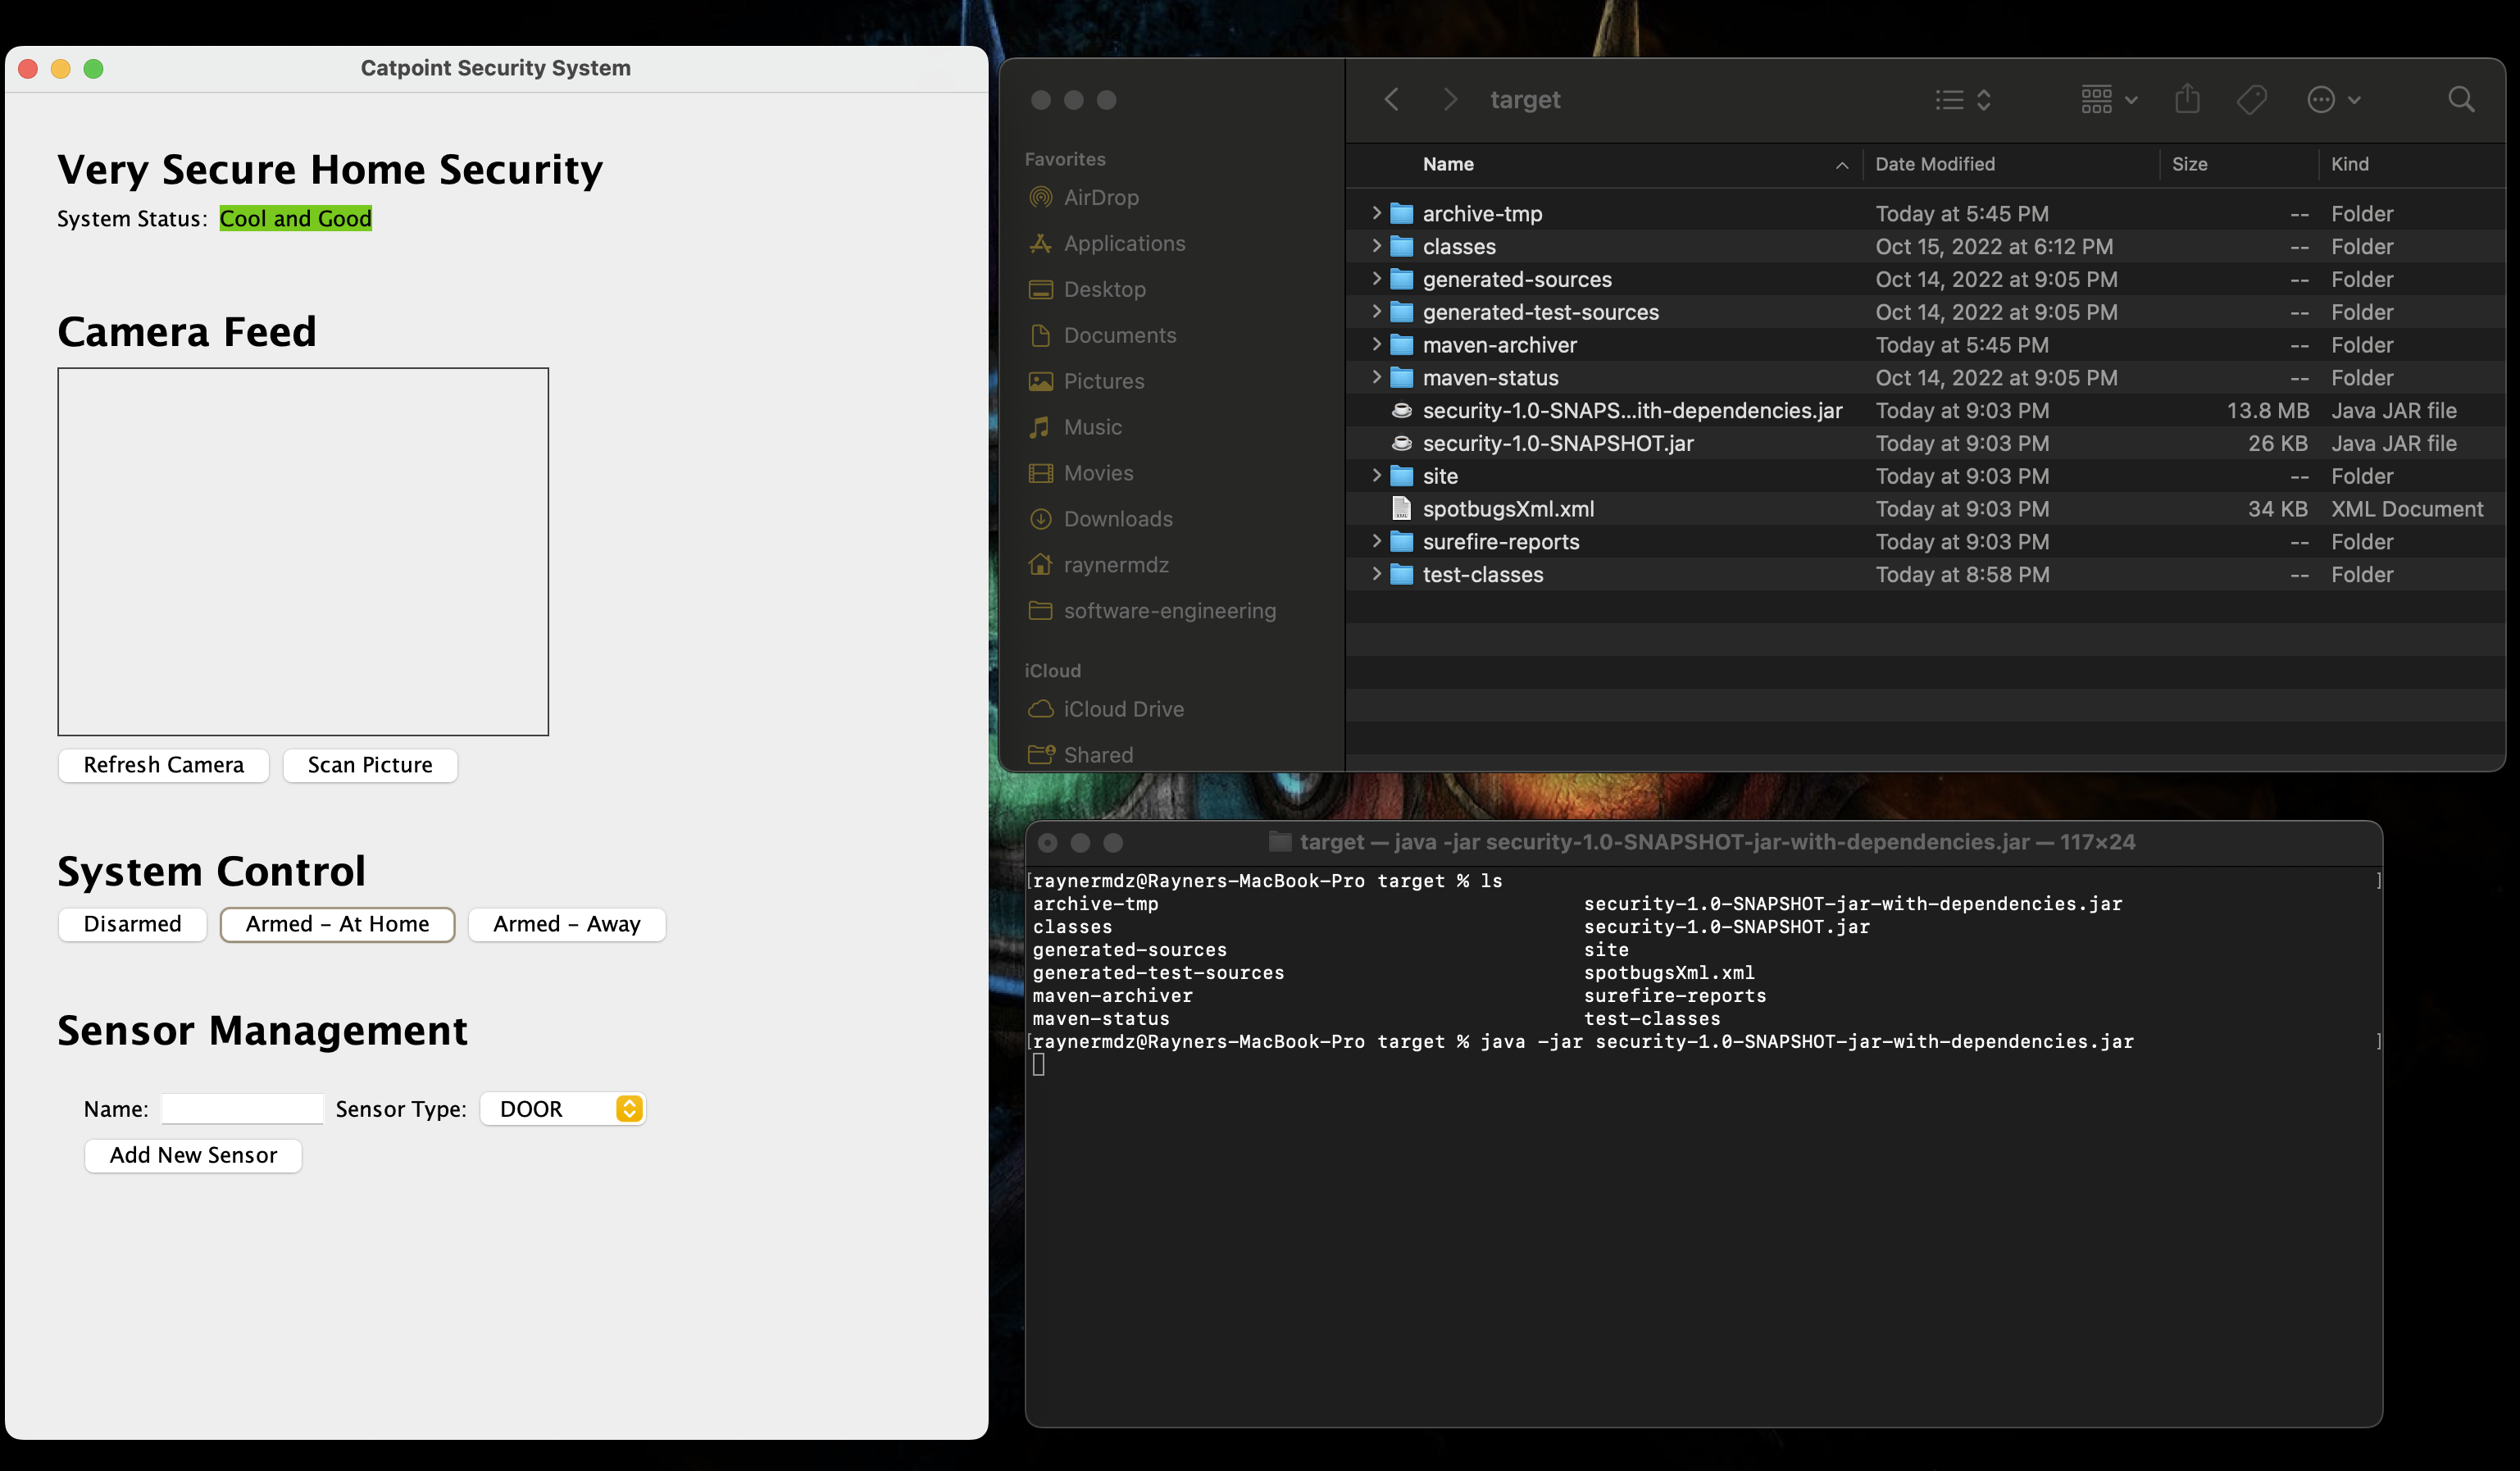 Catpoint Security System
Very Secure Home Security
System Status: Cool and Good
Camera Feed
Refresh Camera Scan Picture
System Control
Disarmed Armed - At Home Armed - Away
Sensor Management
Name: Sensor Type: DOOR
Add New Sensor
target
Favorites
AirDrop
Applications
Desktop
Documents
Pictures
Music
Movies
Downloads
raynermdz
software-engineering
iCloud
iCloud Drive
Shared
Name Date Modified Size Kind
archive-tmp Today at 5:45 PM -- Folder
classes Oct 15, 2022 at 6:12 PM -- Folder
generated-sources Oct 14, 2022 at 9:05 PM -- Folder
generated-test-sources Oct 14, 2022 at 9:05 PM -- Folder
maven-archiver Today at 5:45 PM -- Folder
maven-status Oct 14, 2022 at 9:05 PM -- Folder
security-1.0-SNAPS...ith-dependencies.jar Today at 9:03 PM 13.8 MB Java JAR file
security-1.0-SNAPSHOT.jar Today at 9:03 PM 26 KB Java JAR file
site Today at 9:03 PM -- Folder
spotbugsXml.xml Today at 9:03 PM 34 KB XML Document
surefire-reports Today at 9:03 PM -- Folder
test-classes Today at 8:58 PM -- Folder
target — java -jar security-1.0-SNAPSHOT-jar-with-dependencies.jar — 117×24
[raynermdz@Rayners-MacBook-Pro target % ls ]
archive-tmp security-1.0-SNAPSHOT-jar-with-dependencies.jar
classes security-1.0-SNAPSHOT.jar
generated-sources site
generated-test-sources spotbugsXml.xml
maven-archiver surefire-reports
maven-status test-classes
[raynermdz@Rayners-MacBook-Pro target % java -jar security-1.0-SNAPSHOT-jar-with-dependencies.jar ]